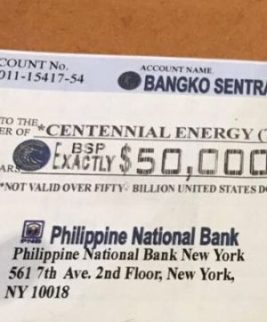 COUNT No.
011-15417-54
ACCOUNT NAME
BANGKO SENTRA
TO THE
ER OF *CENTENNIAL ENERGY (
BSP
EXACTLY $50,000
ARS
*NOT VALID OVER FIFTY BILLION UNITED STATES D
Philippine National Bank
Philippine National Bank New York
561 7th Ave. 2nd Floor, New York,
NY 10018